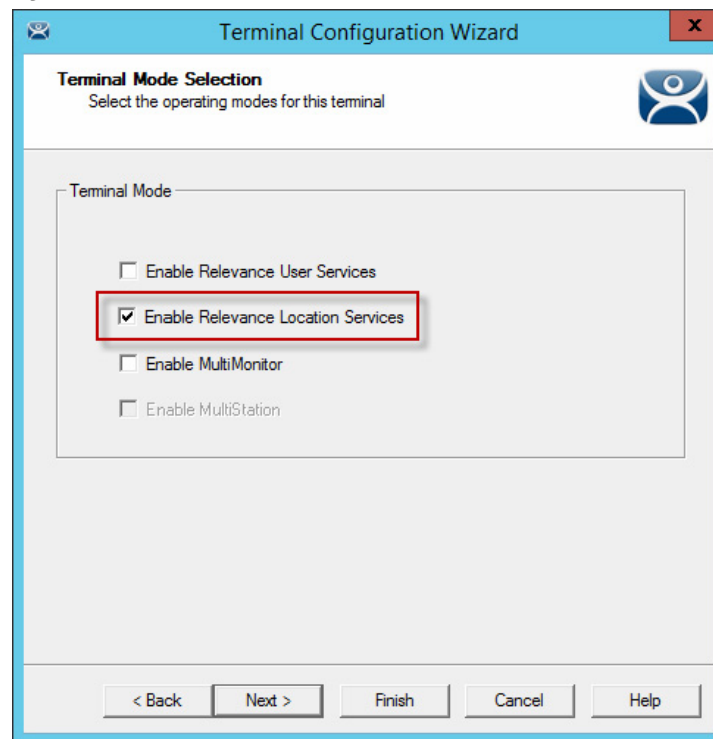 Terminal Configuration Wizard
x
Terminal Mode Selection
Select the operating modes for this terminal
Terminal Mode
Enable Relevance User Services
Enable Relevance Location Services
Enable MultiMonitor
Enable MultiStation
< Back Next > Finish Cancel Help